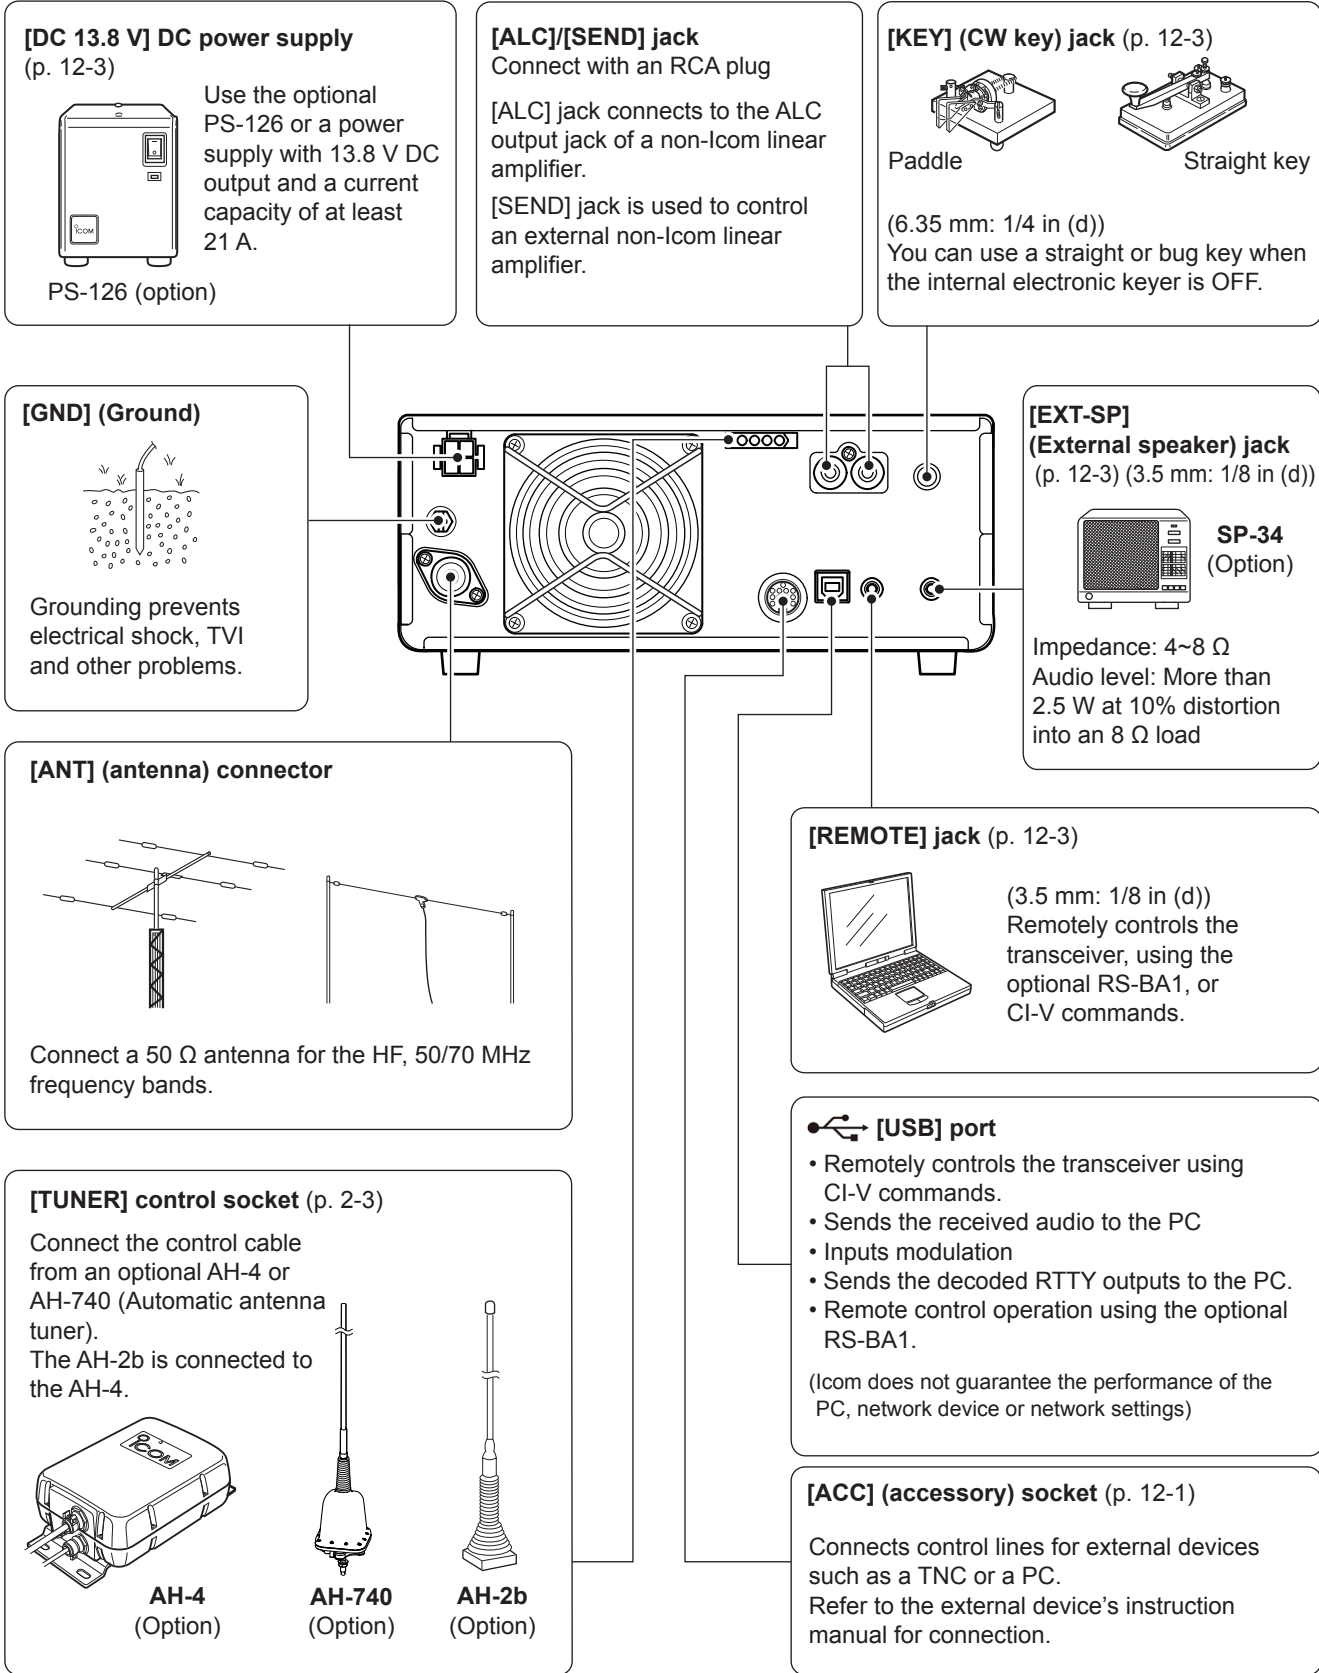 [DC 13.8 V] DC power supply
(p. 12-3)
Use the optional
PS-126 or a power
supply with 13.8 V DC
output and a current
capacity of at least
21 A.
ICOM
PS-126 (option)
[ALC]/[SEND] jack
Connect with an RCA plug
[ALC] jack connects to the ALC
output jack of a non-Icom linear
amplifier.
[SEND] jack is used to control
an external non-Icom linear
amplifier.
[KEY] (CW key) jack (p. 12-3)
Paddle
Straight key
(6.35 mm: 1/4 in (d))
You can use a straight or bug key when
the internal electronic keyer is OFF.
[GND] (Ground)
Grounding prevents
electrical shock, TVI
and other problems.
[EXT-SP]
(External speaker) jack
(p. 12-3) (3.5 mm: 1/8 in (d))
SP-34
(Option)
Impedance: 4~8 Ω
Audio level: More than
2.5 W at 10% distortion
into an 8 Ω load
[ANT] (antenna) connector
Connect a 50 Ω antenna for the HF, 50/70 MHz
frequency bands.
[REMOTE] jack (p. 12-3)
(3.5 mm: 1/8 in (d))
Remotely controls the
transceiver, using the
optional RS-BA1, or
CI-V commands.
[USB] port
• Remotely controls the transceiver using
CI-V commands.
• Sends the received audio to the PC
• Inputs modulation
• Sends the decoded RTTY outputs to the PC.
• Remote control operation using the optional
RS-BA1.
(Icom does not guarantee the performance of the
PC, network device or network settings)
[TUNER] control socket (p. 2-3)
Connect the control cable
from an optional AH-4 or
AH-740 (Automatic antenna
tuner).
The AH-2b is connected to
the AH-4.
ICOM
AH-4
(Option)
AH-740
(Option)
AH-2b
(Option)
[ACC] (accessory) socket (p. 12-1)
Connects control lines for external devices
such as a TNC or a PC.
Refer to the external device's instruction
manual for connection.